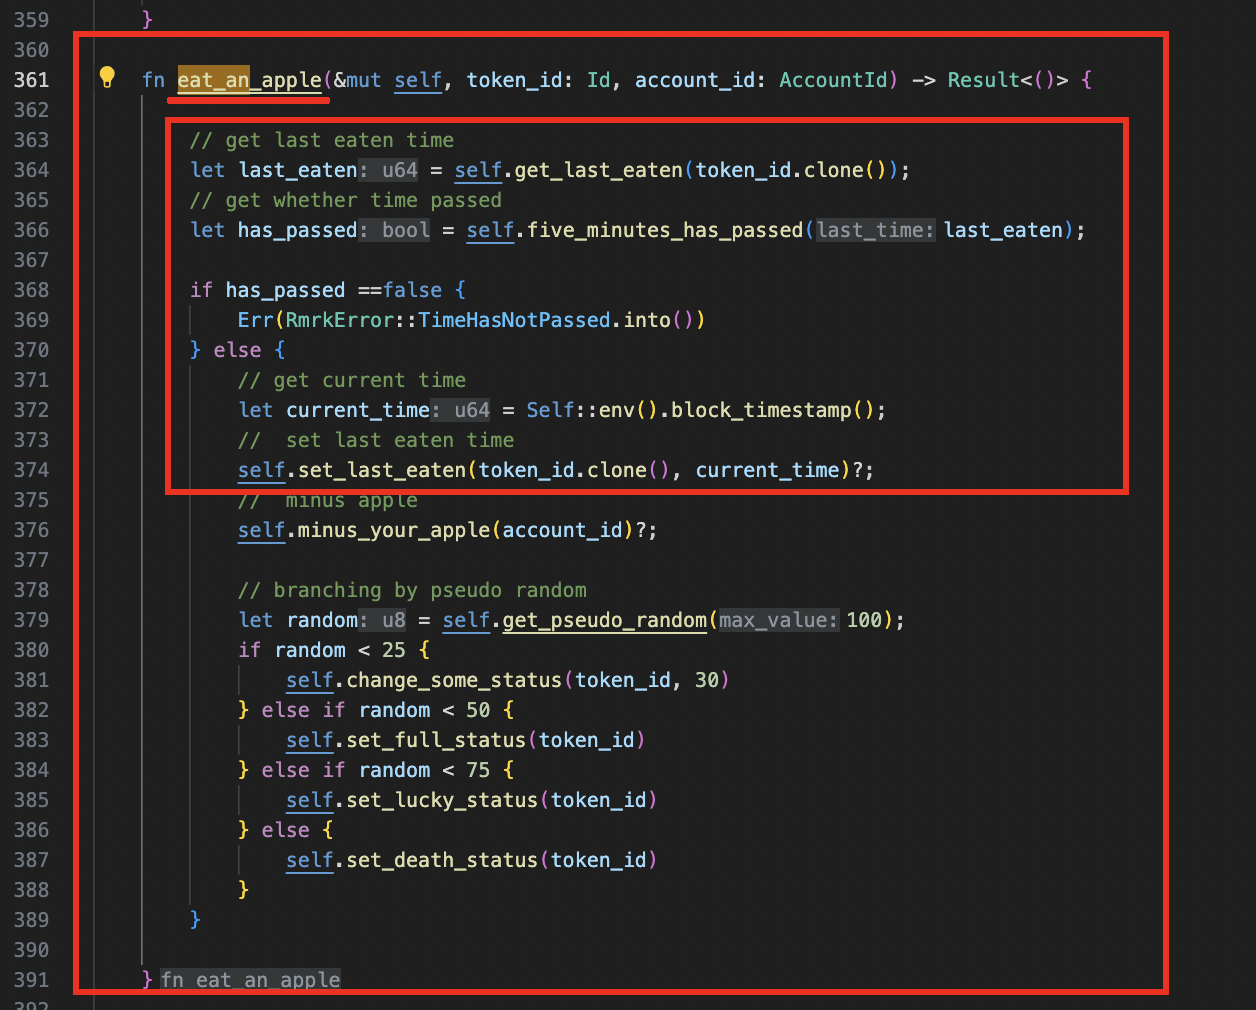 359 }
360
361 fn eat_an_apple(&mut self, token_id: Id, account_id: AccountId) -> Result<()> {
362
363 // get last eaten time
364 let last_eaten: u64 = self.get_last_eaten(token_id.clone());
365 // get whether time passed
366 let has_passed: bool = self.five_minutes_has_passed(last_time: last_eaten);
367
368 if has_passed ==false {
369 Err(RmrkError::TimeHasNotPassed.into())
370 } else {
371 // get current time
372 let current_time: u64 = Self::env().block_timestamp();
373 //  set last eaten time
374 self.set_last_eaten(token_id.clone(), current_time)?;
375 //  minus apple
376 self.minus_your_apple(account_id)?;
377
378 // branching by pseudo random
379 let random: u8 = self.get_pseudo_random(max_value: 100);
380 if random < 25 {
381 self.change_some_status(token_id, 30)
382 } else if random < 50 {
383 self.set_full_status(token_id)
384 } else if random < 75 {
385 self.set_lucky_status(token_id)
386 } else {
387 self.set_death_status(token_id)
388 }
389 }
390
391 } fn eat_an_apple
392